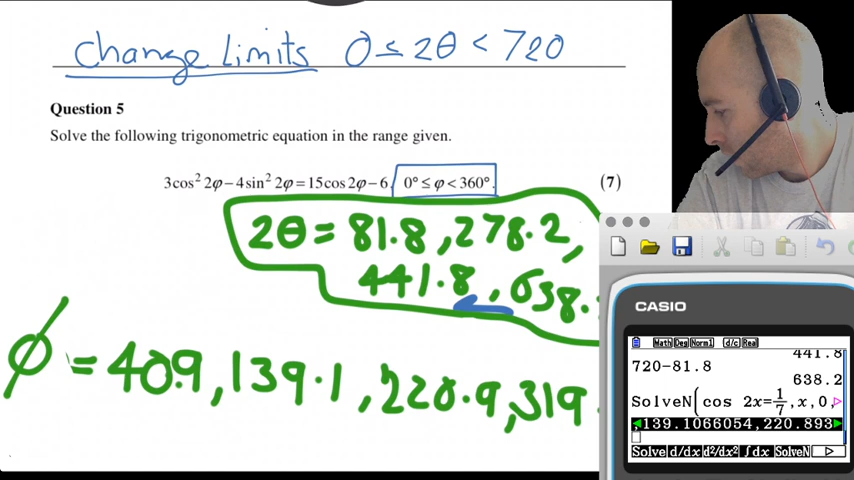 Change Limits 0 ≤ 2θ < 720
Question 5
Solve the following trigonometric equation in the range given.
3cos² 2φ − 4sin² 2φ = 15cos 2φ − 6, 0° ≤ φ < 360°. (7)
2θ = 81.8, 278.2,
441.8, 638.
ϕ = 40.9, 139.1, 220.9, 319
CASIO
Math Deg Norm1 d/c Real
441.8
720-81.8
638.2
SolveN(cos 2x=1/7,x,0,
,139.1066054,220.893
Solve d/dx d²/dx² ∫dx SolveN